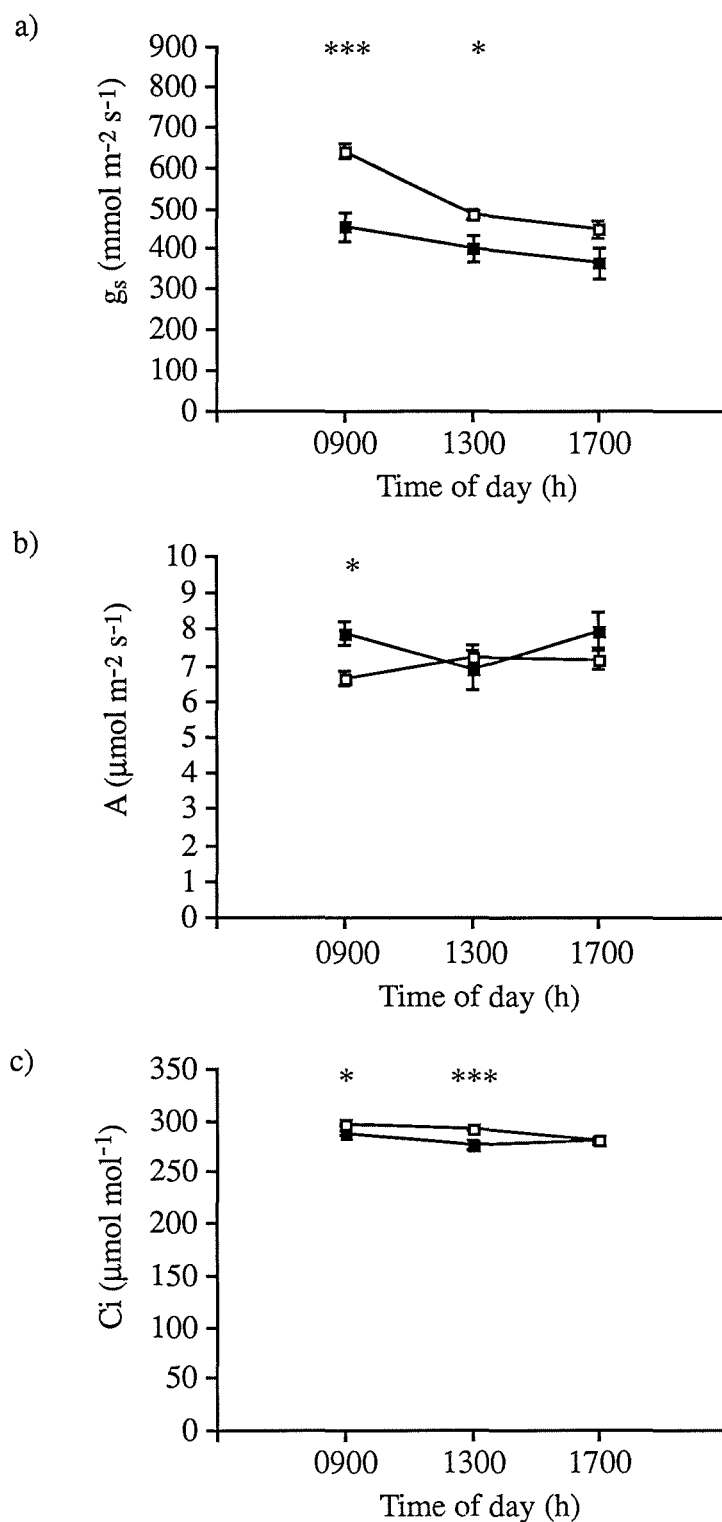 a)
*** *
900
800
700
600
500
400
300
200
100
0
gs (mmol m-2 s-1)
0900 1300 1700
Time of day (h)
b)
*
10
9
8
7
6
5
4
3
2
1
0
A (µmol m-2 s-1)
0900 1300 1700
Time of day (h)
c)
* ***
350
300
250
200
150
100
50
0
Ci (µmol mol-1)
0900 1300 1700
Time of day (h)